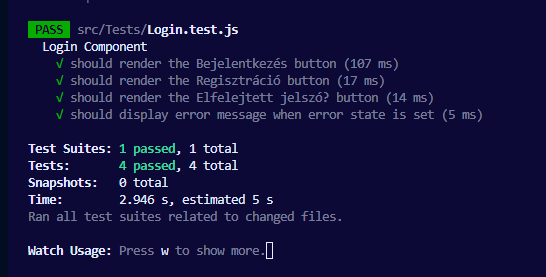 PASS src/Tests/Login.test.js
Login Component
√ should render the Bejelentkezés button (107 ms)
√ should render the Regisztráció button (17 ms)
√ should render the Elfelejtett jelszó? button (14 ms)
√ should display error message when error state is set (5 ms)
Test Suites: 1 passed, 1 total
Tests: 4 passed, 4 total
Snapshots: 0 total
Time: 2.946 s, estimated 5 s
Ran all test suites related to changed files.
Watch Usage: Press w to show more.